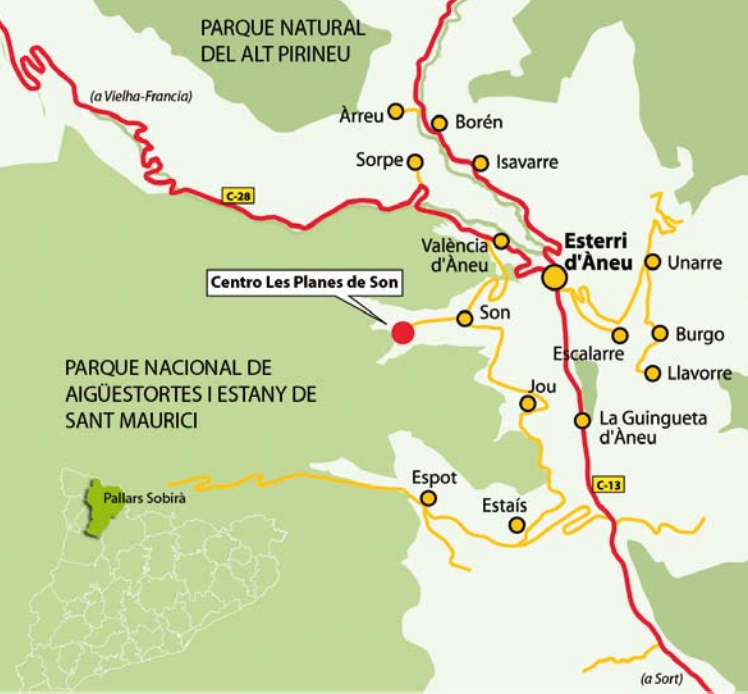 PARQUE NATURAL
DEL ALT PIRINEU
(a Vielha-Francia)
Àrreu
Borén
Sorpe
Isavarre
C-28
València
d'Àneu
Esterri
d'Àneu
Unarre
Centro Les Planes de Son
Son
Escalarre
Burgo
PARQUE NACIONAL DE
AIGÜESTORTES I ESTANY DE
SANT MAURICI
Llavorre
Jou
La Guingueta
d'Àneu
Espot
C-13
Pallars Sobirà
Estaís
(a Sort)